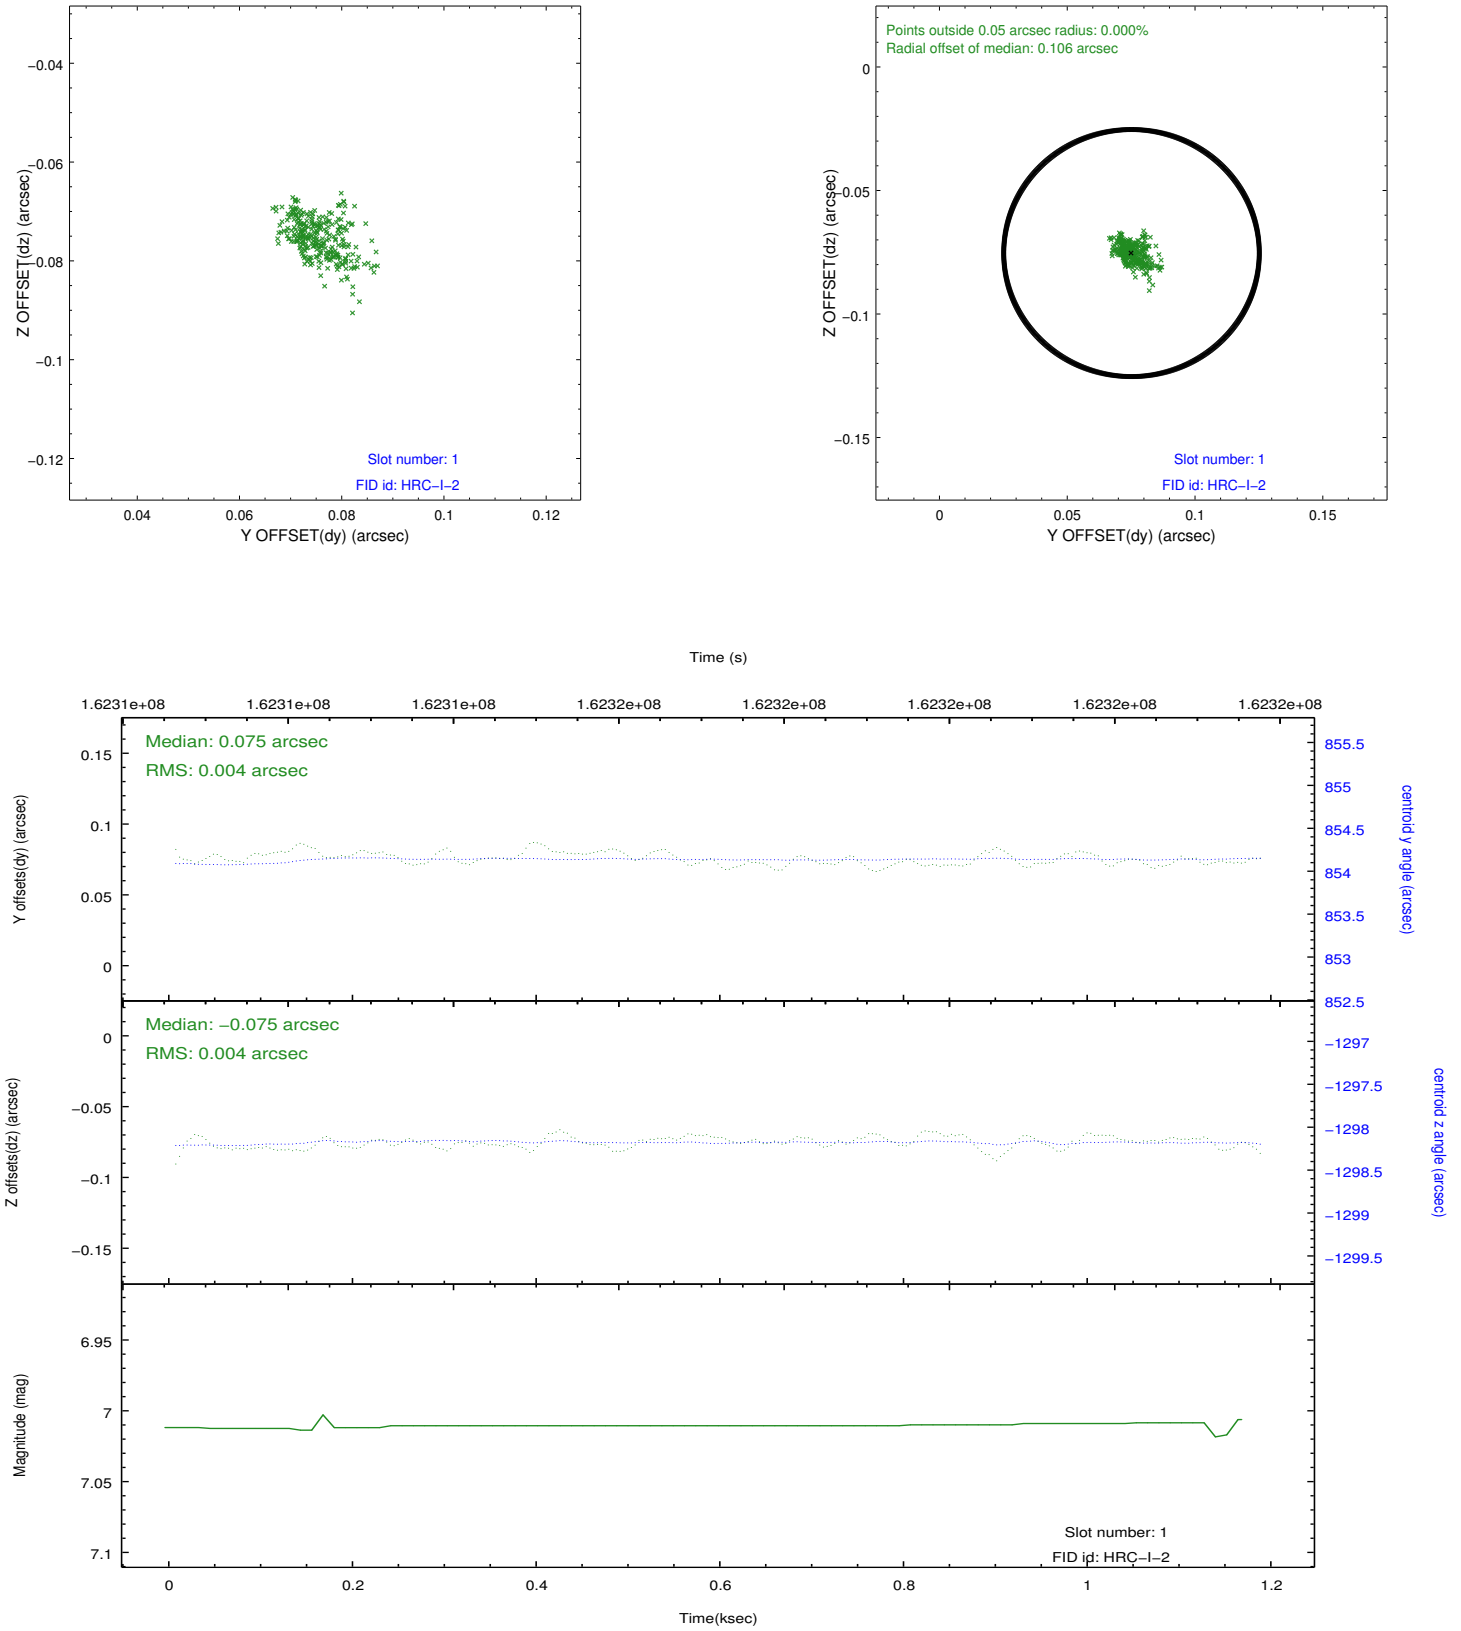 −0.04
−0.06
−0.08
−0.1
−0.12
Z OFFSET(dz) (arcsec)
0.04
0.06
0.08
0.1
0.12
Y OFFSET(dy) (arcsec)
Slot number: 1
FID id: HRC−I−2
Points outside 0.05 arcsec radius: 0.000%
Radial offset of median: 0.106 arcsec
0
−0.05
−0.1
−0.15
Z OFFSET(dz) (arcsec)
0
0.05
0.1
0.15
Y OFFSET(dy) (arcsec)
Slot number: 1
FID id: HRC−I−2
Time (s)
1.6231e+08
1.6231e+08
1.6231e+08
1.6232e+08
1.6232e+08
1.6232e+08
1.6232e+08
1.6232e+08
Median: 0.075 arcsec
RMS: 0.004 arcsec
0.15
0.1
0.05
0
Y offsets(dy) (arcsec)
855.5
855
854.5
854
853.5
853
852.5
centroid y angle (arcsec)
Median: −0.075 arcsec
RMS: 0.004 arcsec
0
−0.05
−0.1
−0.15
Z offsets(dz) (arcsec)
−1297
−1297.5
−1298
−1298.5
−1299
−1299.5
centroid z angle (arcsec)
6.95
7
7.05
7.1
Magnitude (mag)
Slot number: 1
FID id: HRC−I−2
0
0.2
0.4
0.6
0.8
1
1.2
Time(ksec)